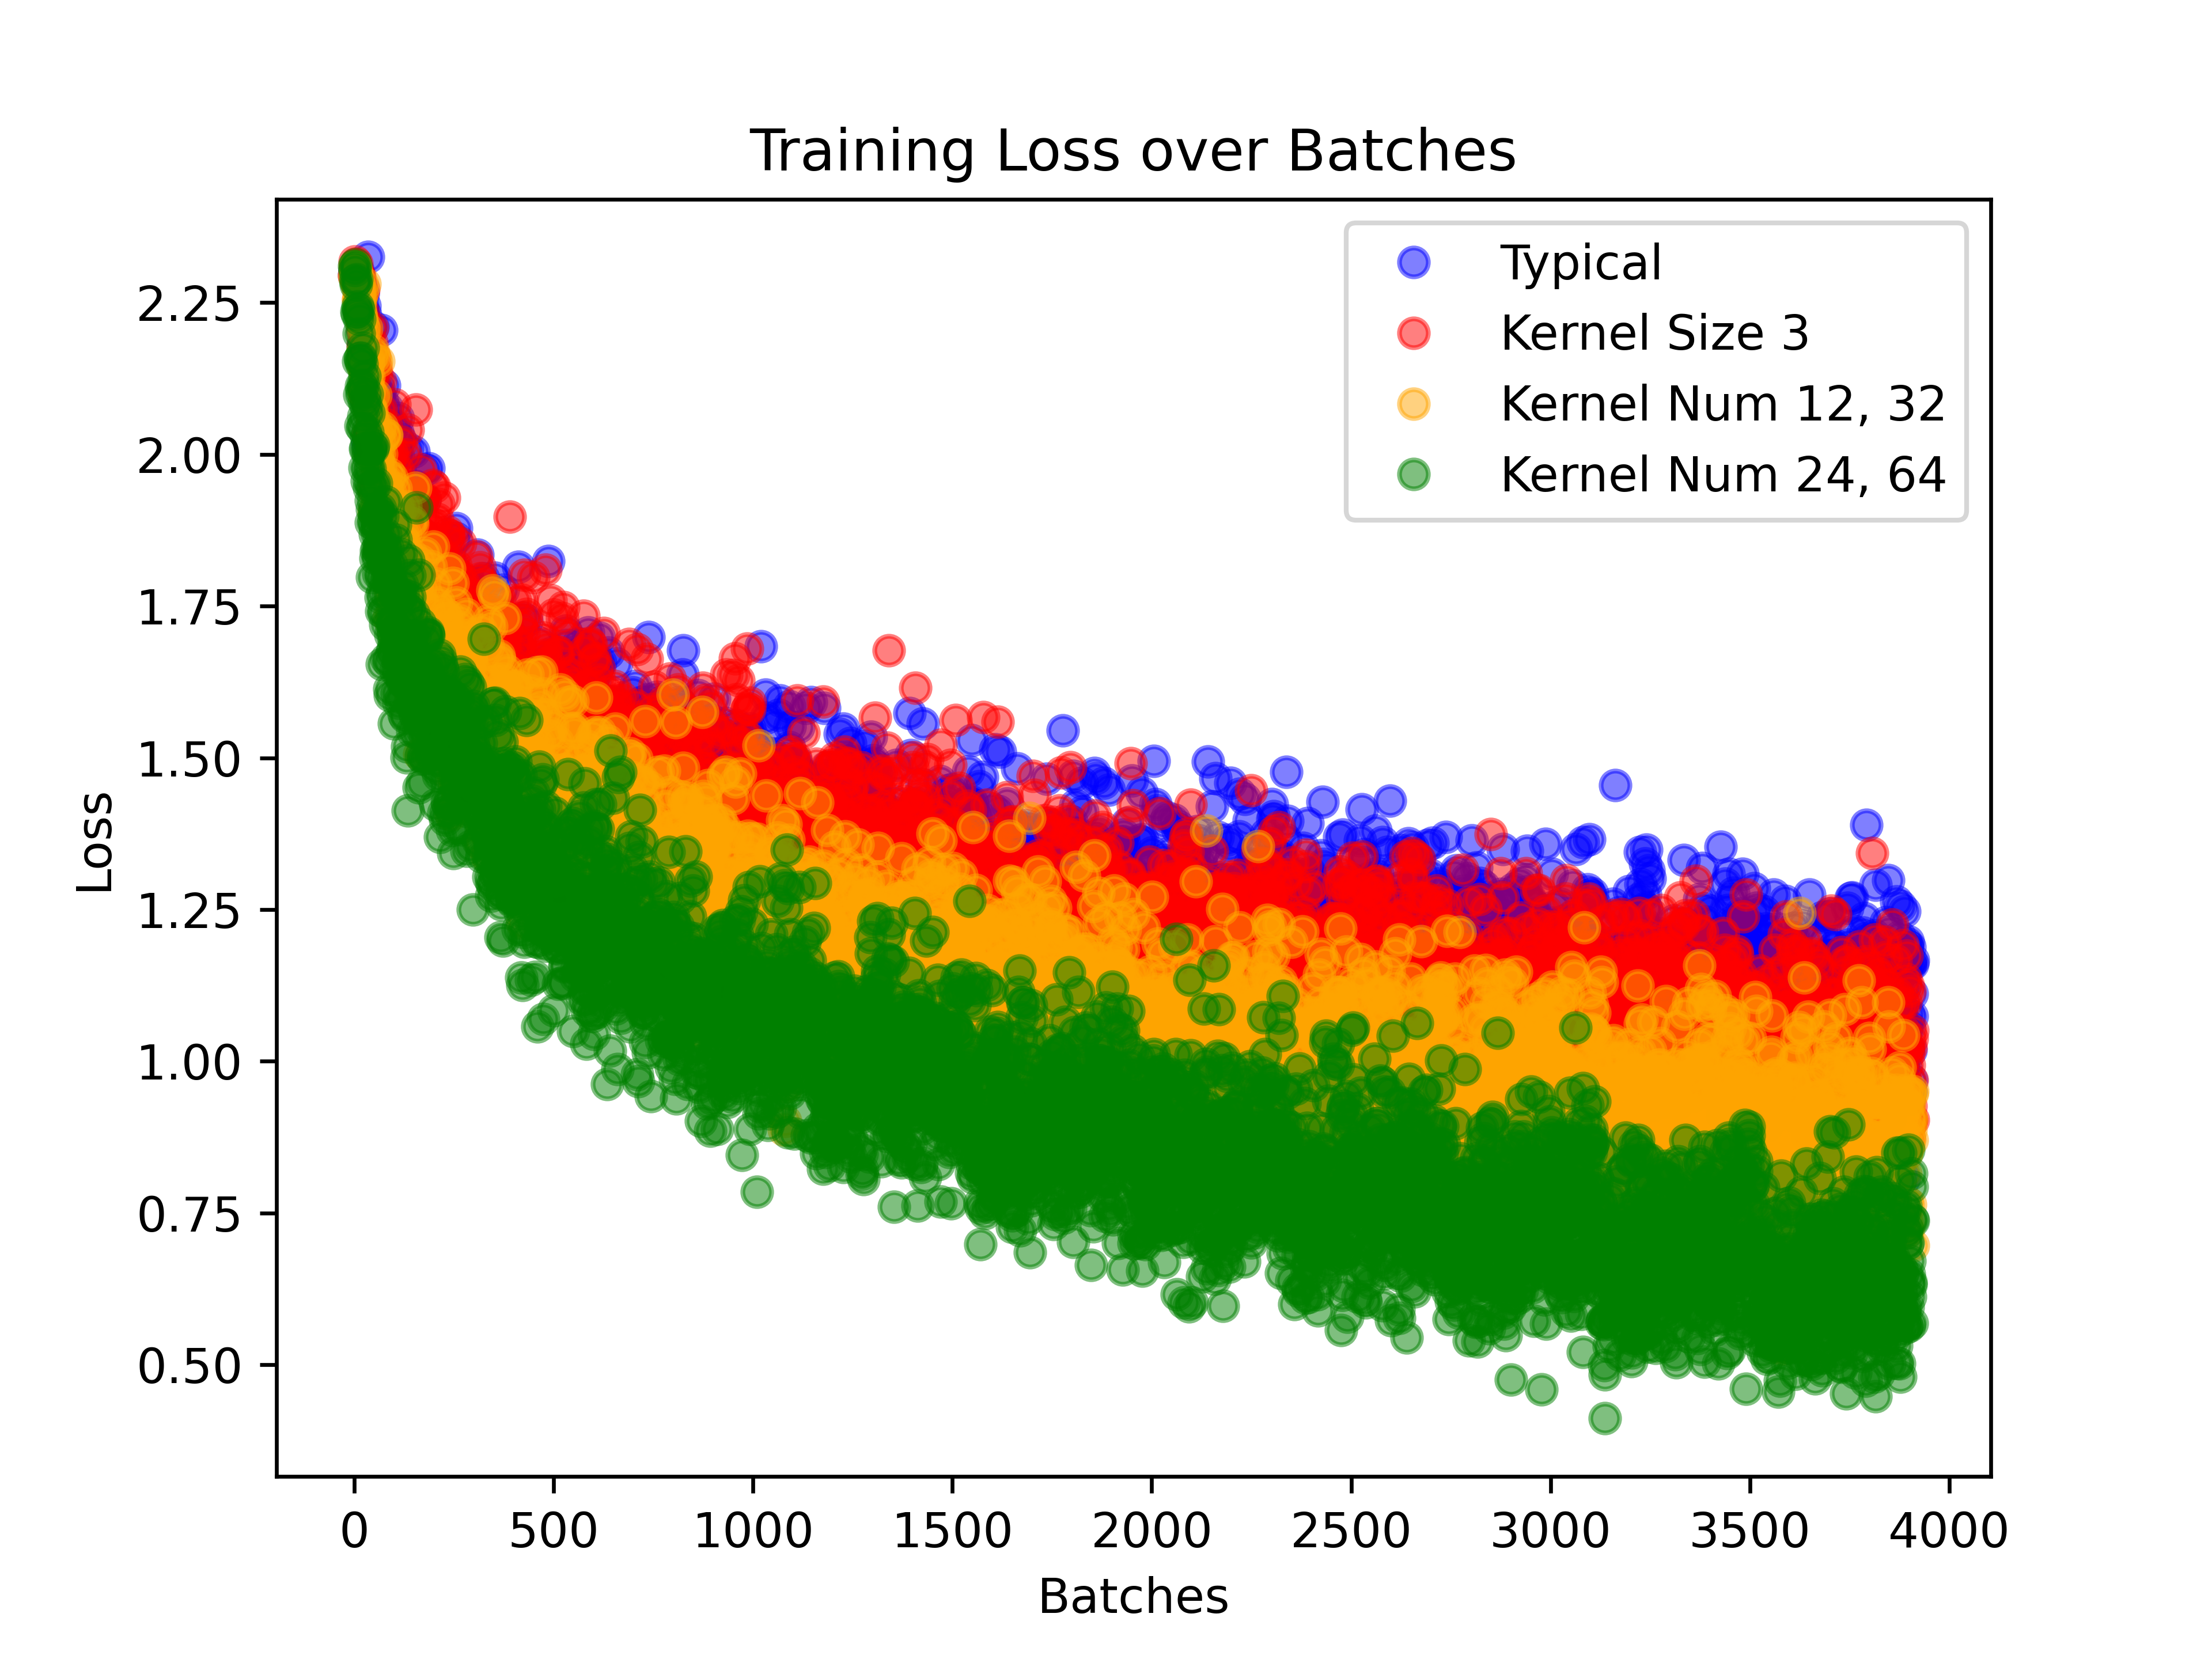 Training Loss over Batches
Typical
Kernel Size 3
Kernel Num 12, 32
Kernel Num 24, 64
Loss
2.25
2.00
1.75
1.50
1.25
1.00
0.75
0.50
0 500 1000 1500 2000 2500 3000 3500 4000
Batches